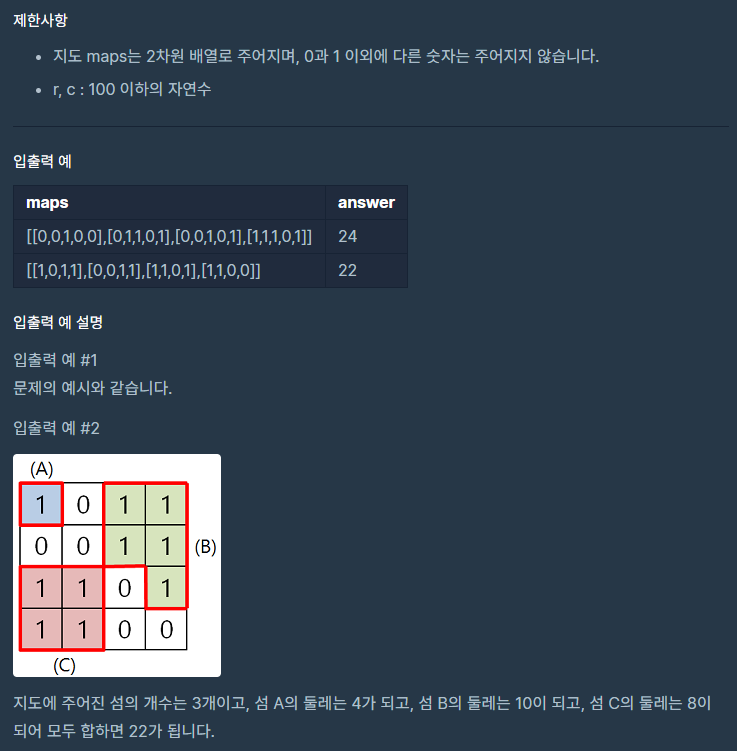 제한사항
• 지도 maps는 2차원 배열로 주어지며, 0과 1 이외에 다른 숫자는 주어지지 않습니다.
• r, c : 100 이하의 자연수
입출력 예
maps answer
[[0,0,1,0,0],[0,1,1,0,1],[0,0,1,0,1],[1,1,1,0,1]] 24
[[1,0,1,1],[0,0,1,1],[1,1,0,1],[1,1,0,0]] 22
입출력 예 설명
입출력 예 #1
문제의 예시와 같습니다.
입출력 예 #2
(A)
1 0 1 1
0 0 1 1 (B)
1 1 0 1
1 1 0 0
(C)
지도에 주어진 섬의 개수는 3개이고, 섬 A의 둘레는 4가 되고, 섬 B의 둘레는 10이 되고, 섬 C의 둘레는 8이
되어 모두 합하면 22가 됩니다.